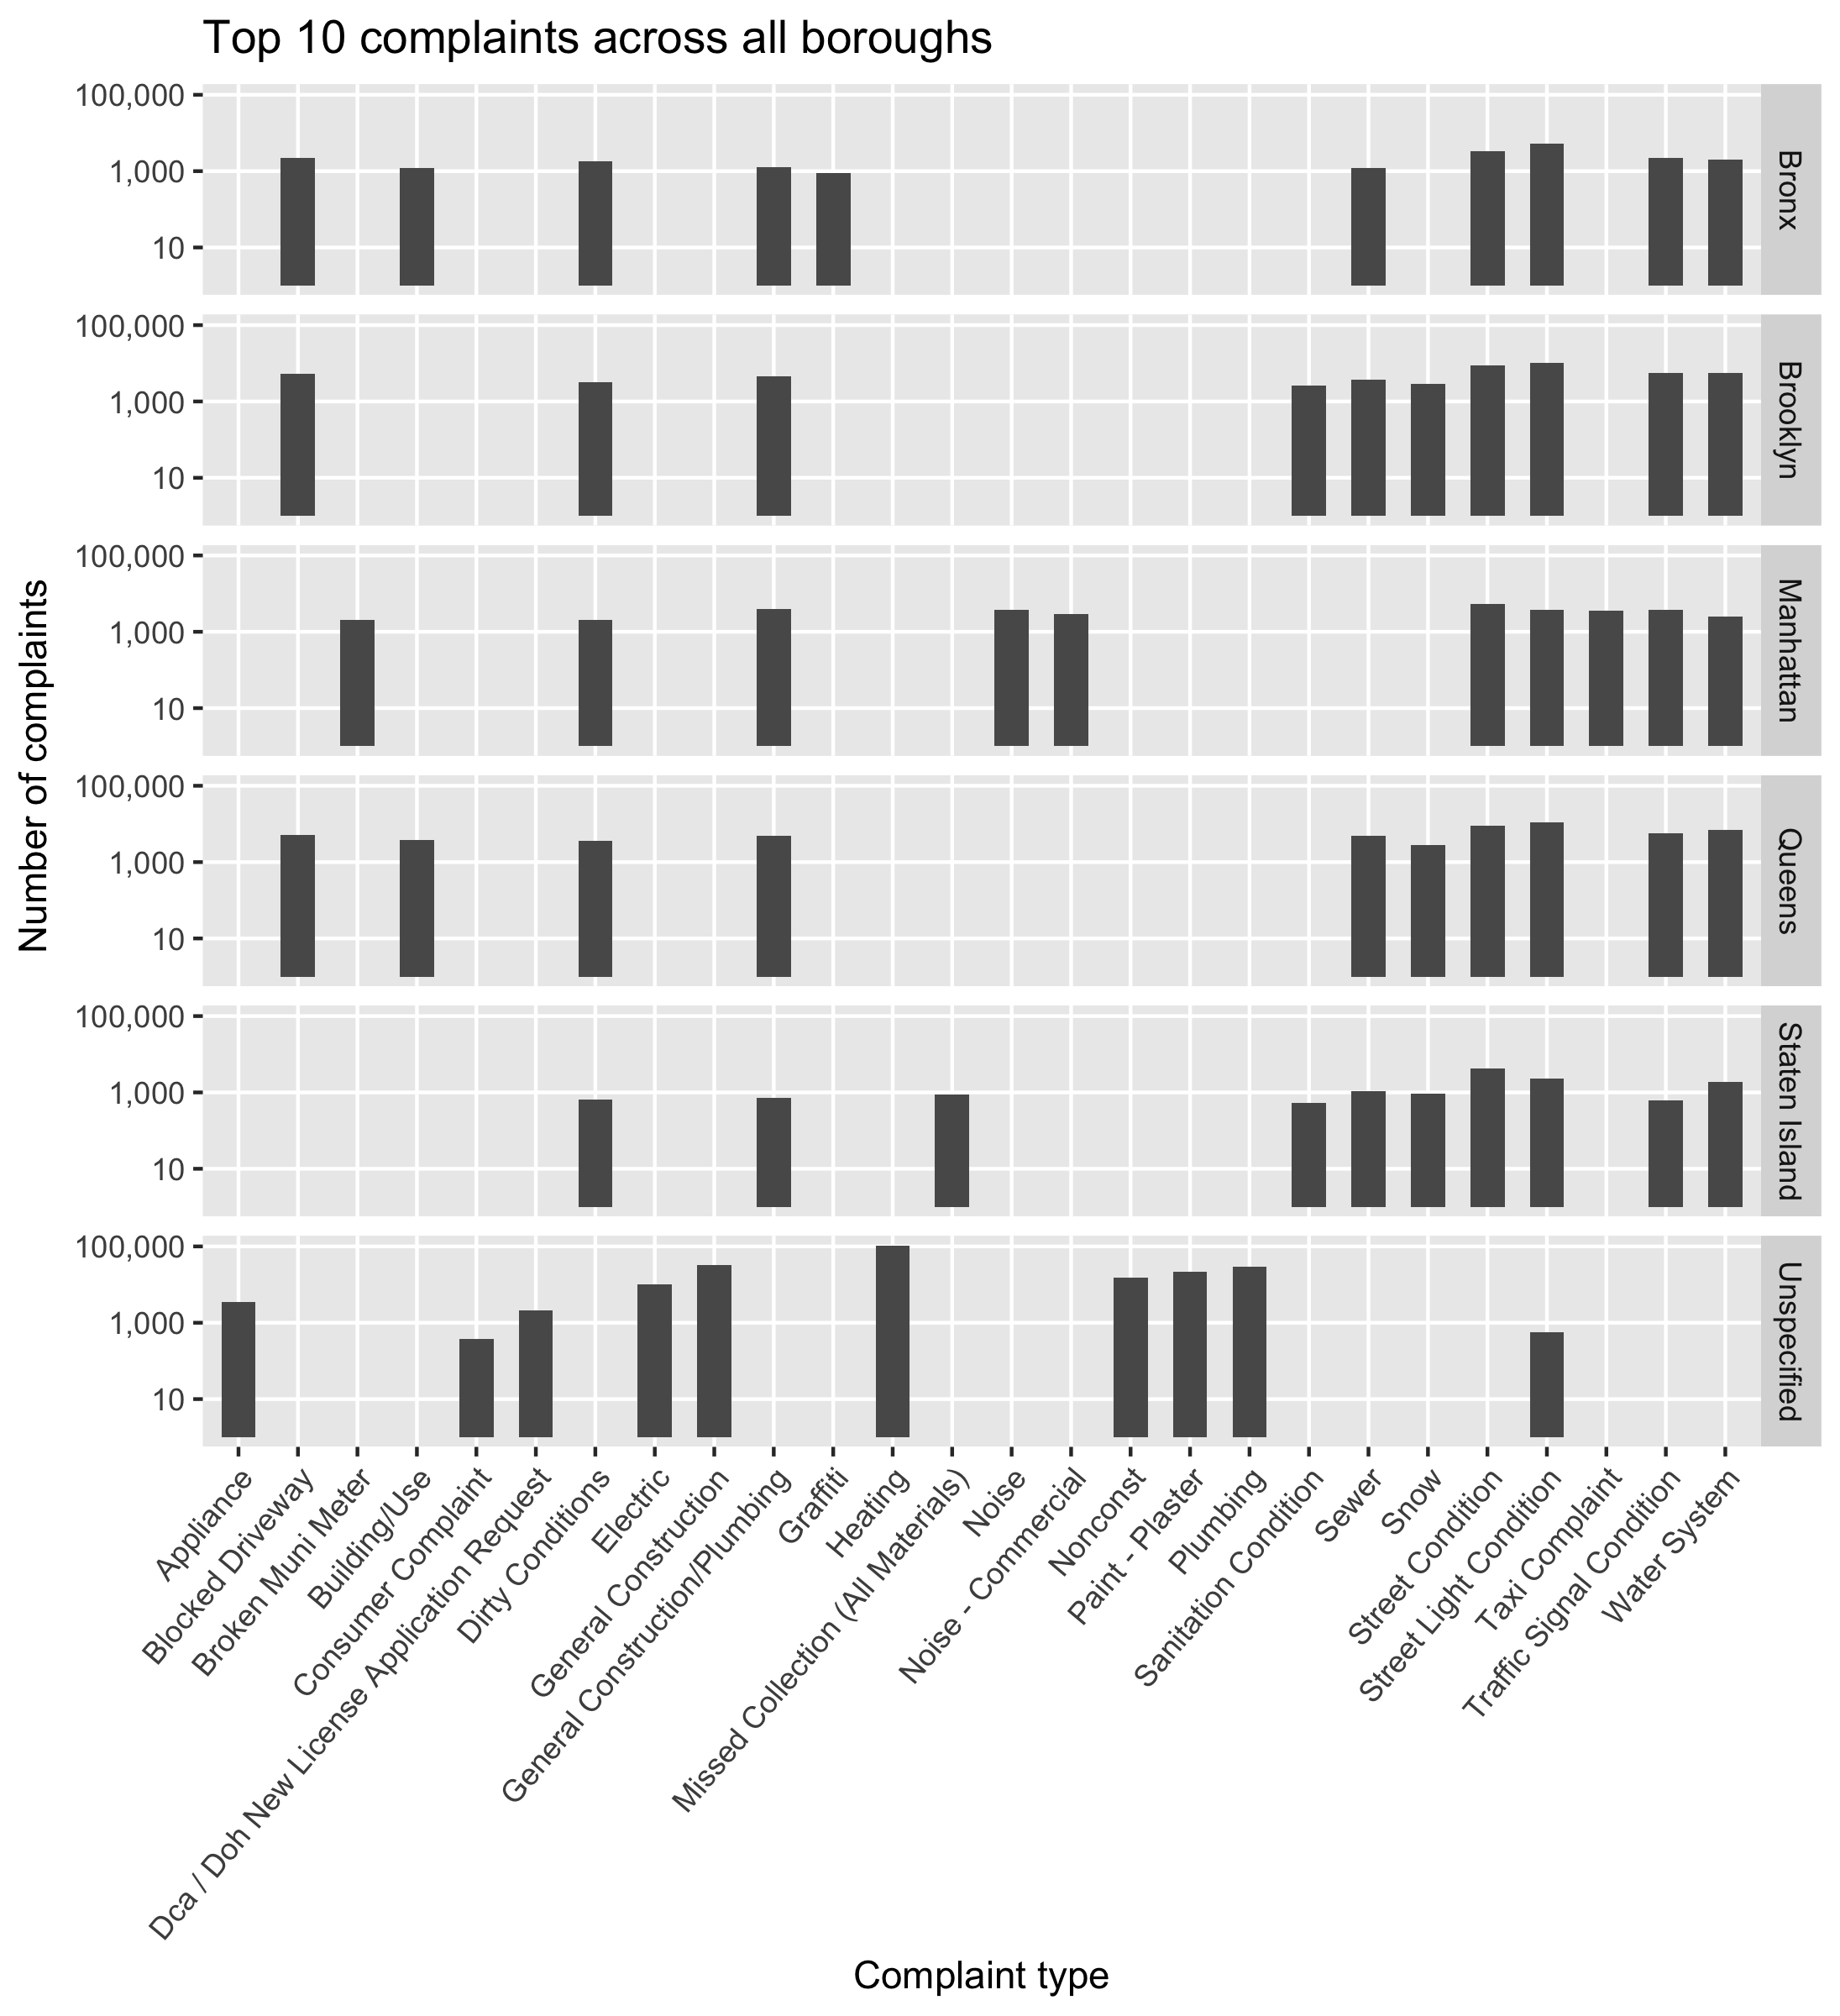 Top 10 complaints across all boroughs
Number of complaints
100,000
1,000
10
Bronx
100,000
1,000
10
Brooklyn
100,000
1,000
10
Manhattan
100,000
1,000
10
Queens
100,000
1,000
10
Staten Island
100,000
1,000
10
Unspecified
Appliance
Blocked Driveway
Broken Muni Meter
Building/Use
Consumer Complaint
Dca / Doh New License Application Request
Dirty Conditions
Electric
General Construction
General Construction/Plumbing
Graffiti
Heating
Missed Collection (All Materials)
Noise
Noise - Commercial
Nonconst
Paint - Plaster
Plumbing
Sanitation Condition
Sewer
Snow
Street Condition
Street Light Condition
Taxi Complaint
Traffic Signal Condition
Water System
Complaint type